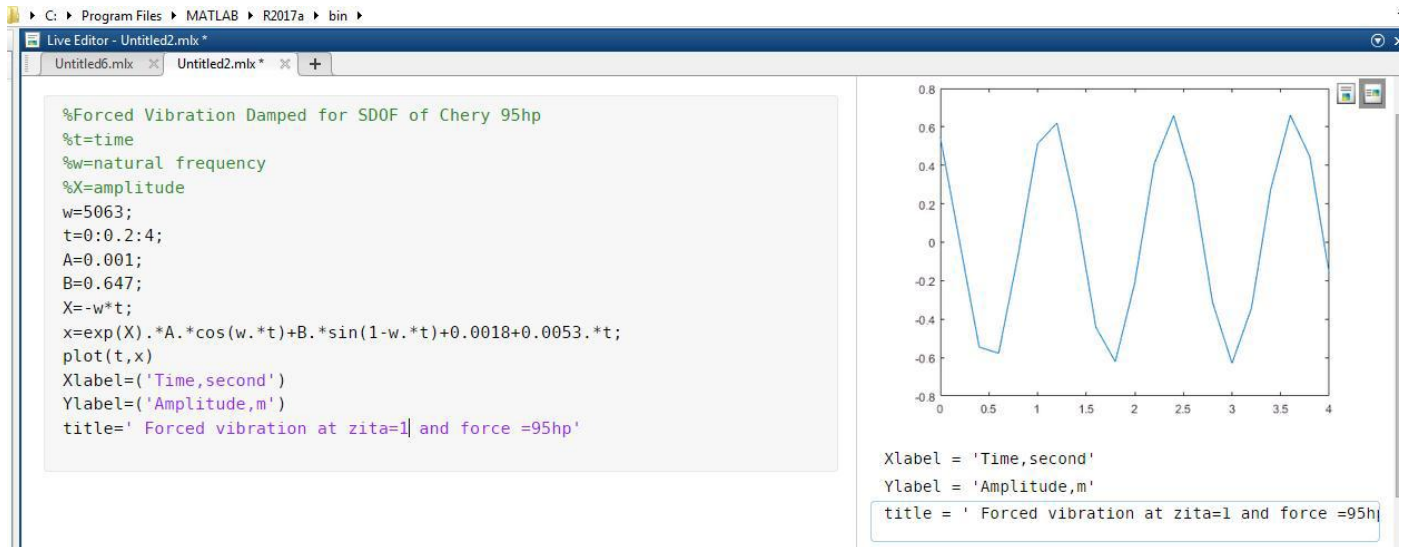 C: ▸ Program Files ▸ MATLAB ▸ R2017a ▸ bin ▸
Live Editor - Untitled2.mlx *
Untitled6.mlx Untitled2.mlx * +
%Forced Vibration Damped for SDOF of Chery 95hp
%t=time
%w=natural frequency
%X=amplitude
w=5063;
t=0:0.2:4;
A=0.001;
B=0.647;
X=-w*t;
x=exp(X).*A.*cos(w.*t)+B.*sin(1-w.*t)+0.0018+0.0053.*t;
plot(t,x)
Xlabel=('Time,second')
Ylabel=('Amplitude,m')
title=' Forced vibration at zita=1 and force =95hp'
0.8
0.6
0.4
0.2
0
-0.2
-0.4
-0.6
-0.8
0 0.5 1 1.5 2 2.5 3 3.5 4
Xlabel = 'Time,second'
Ylabel = 'Amplitude,m'
title = ' Forced vibration at zita=1 and force =95h